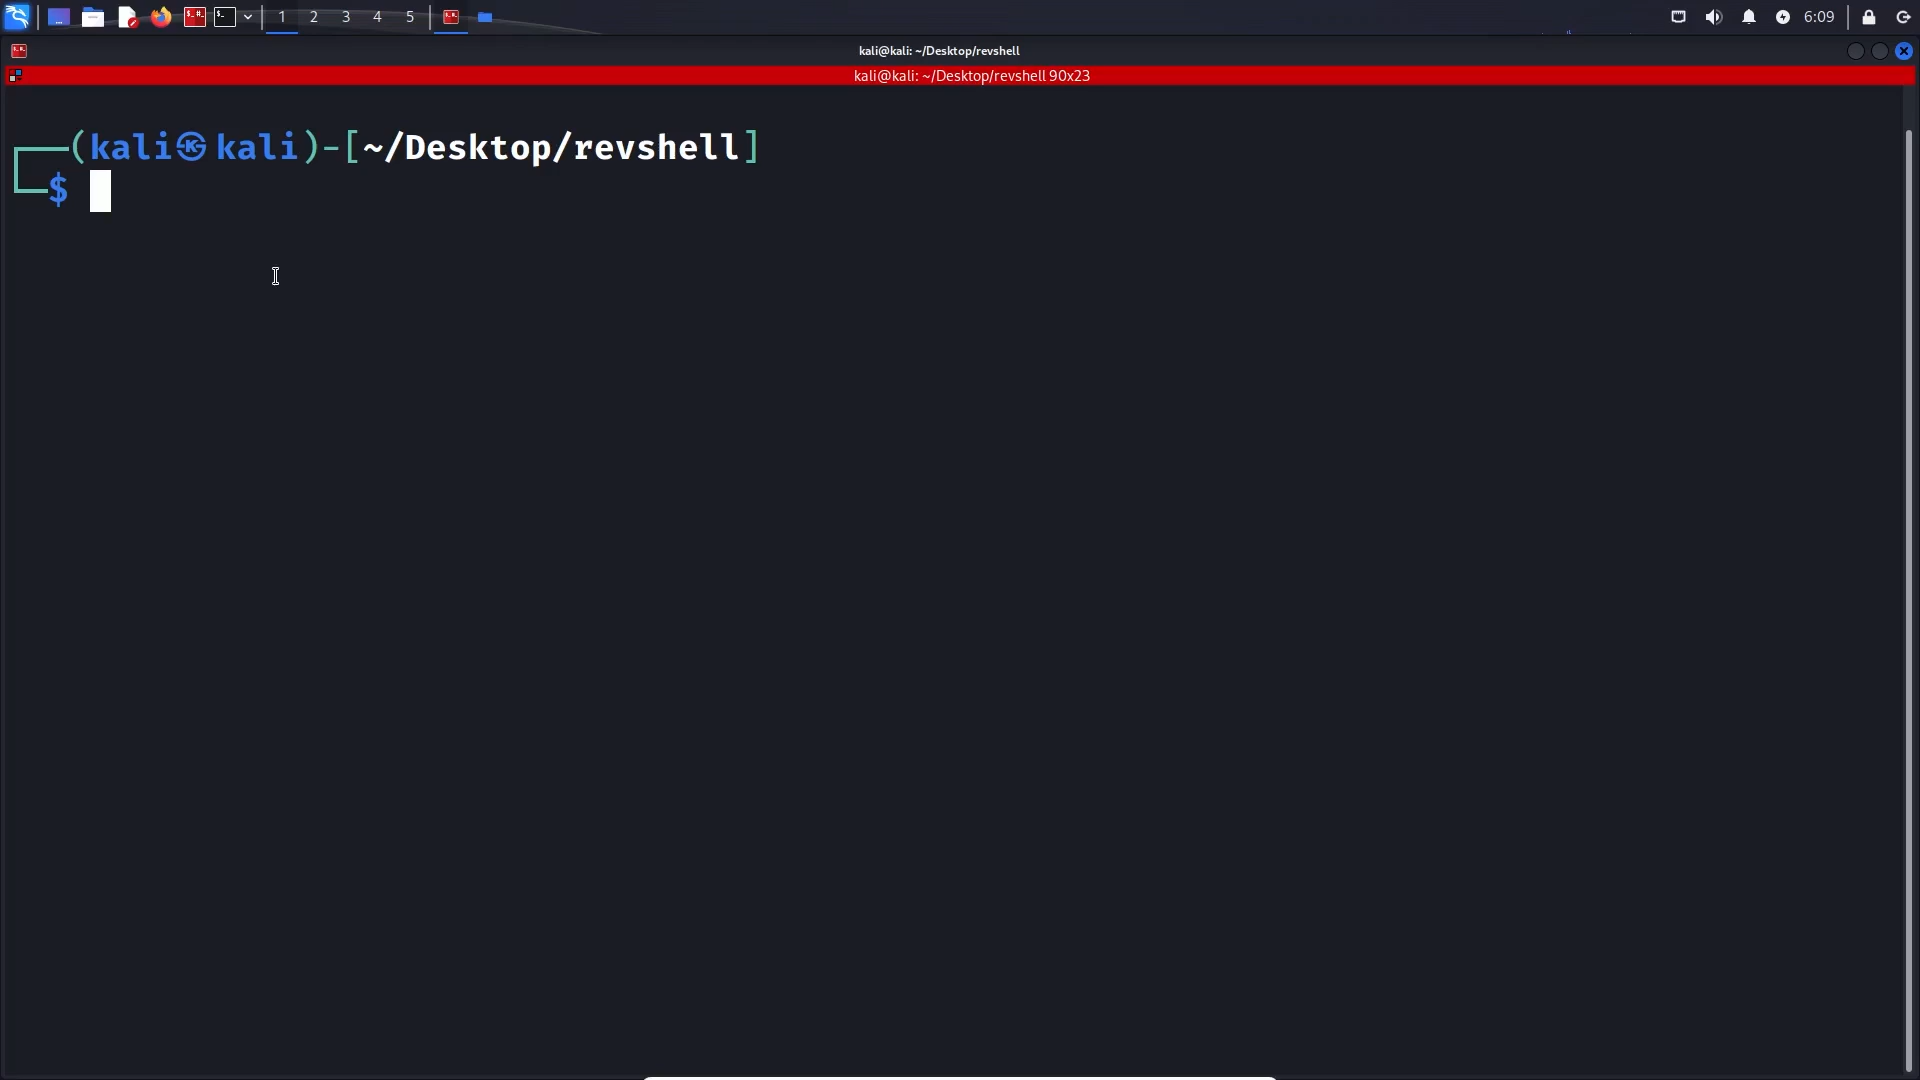 1 2 3 4 5 6:09
kali@kali: ~/Desktop/revshell
kali@kali: ~/Desktop/revshell 90x23
(kali㉿kali)-[~/Desktop/revshell]
$